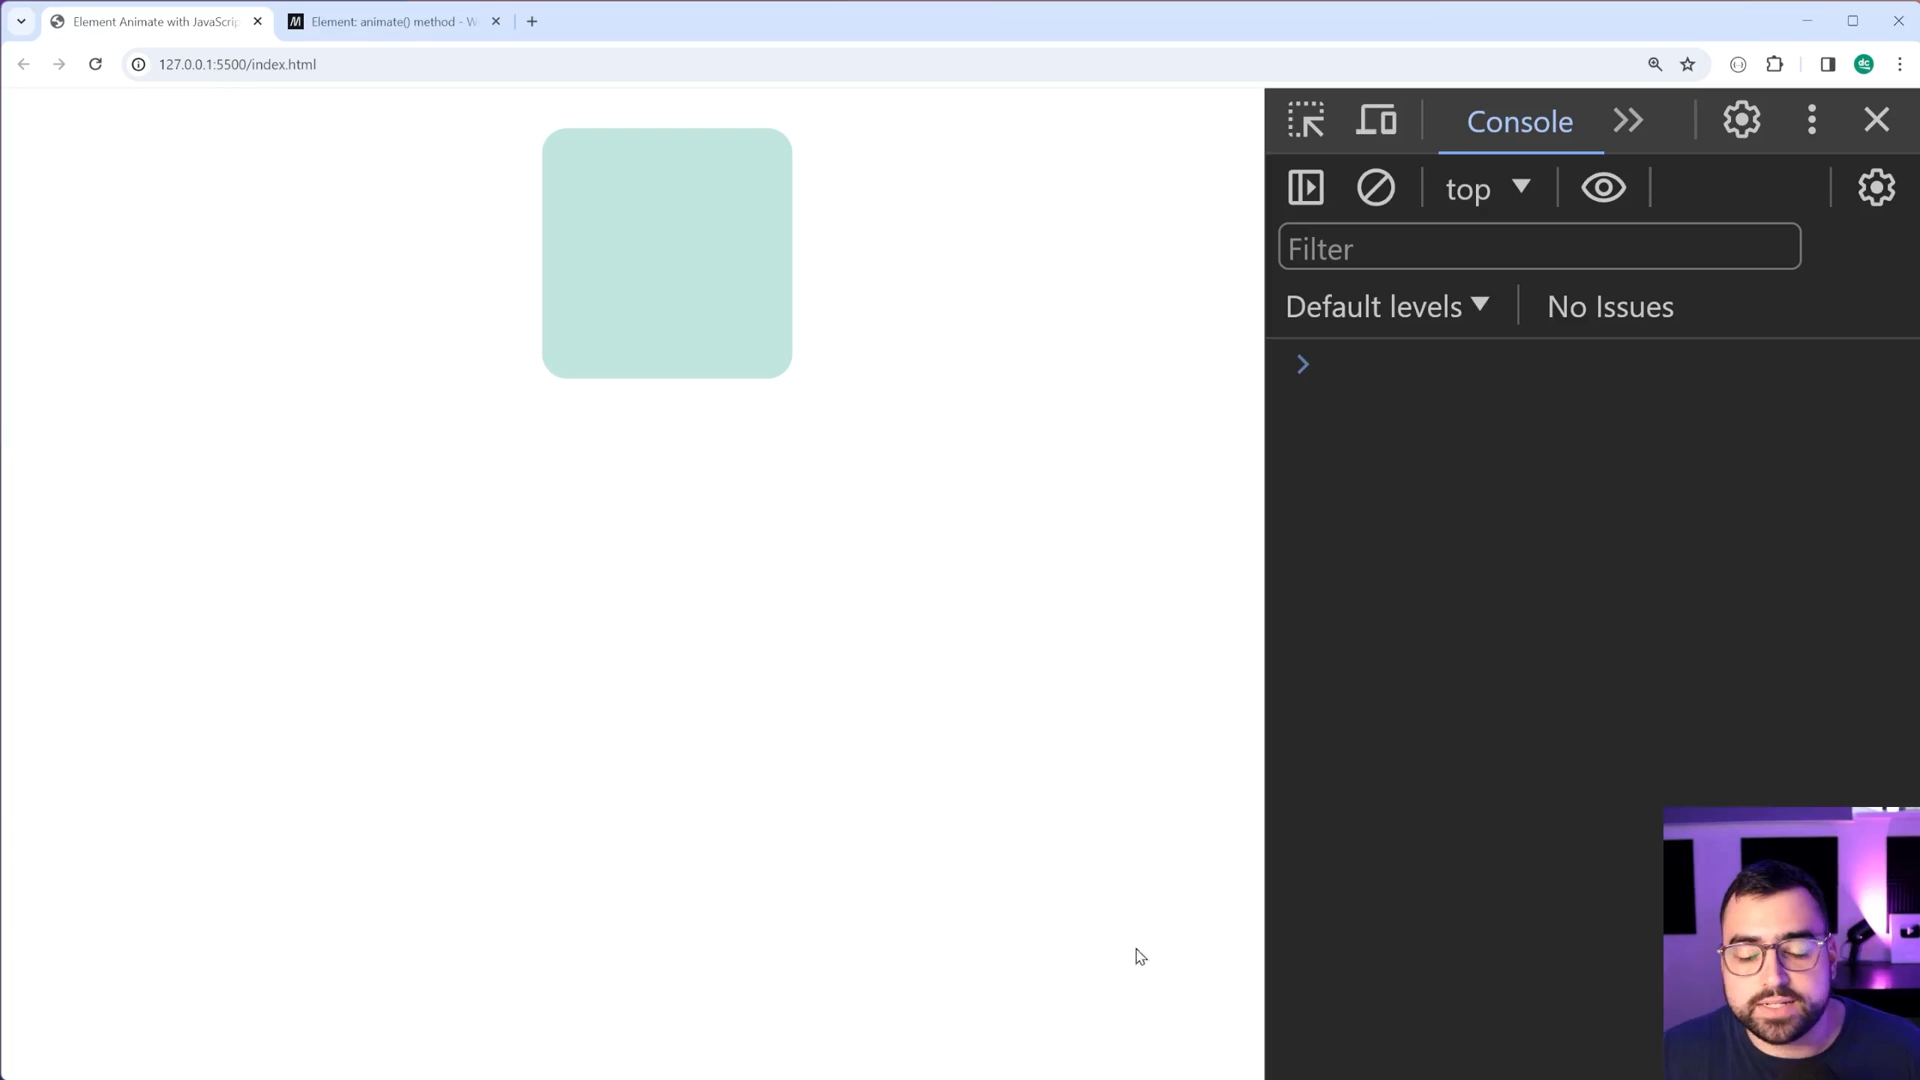 Element Animate with JavaScrip
Element: animate() method - W
127.0.0.1:5500/index.html
dc
Console
top
Filter
Default levels
No Issues